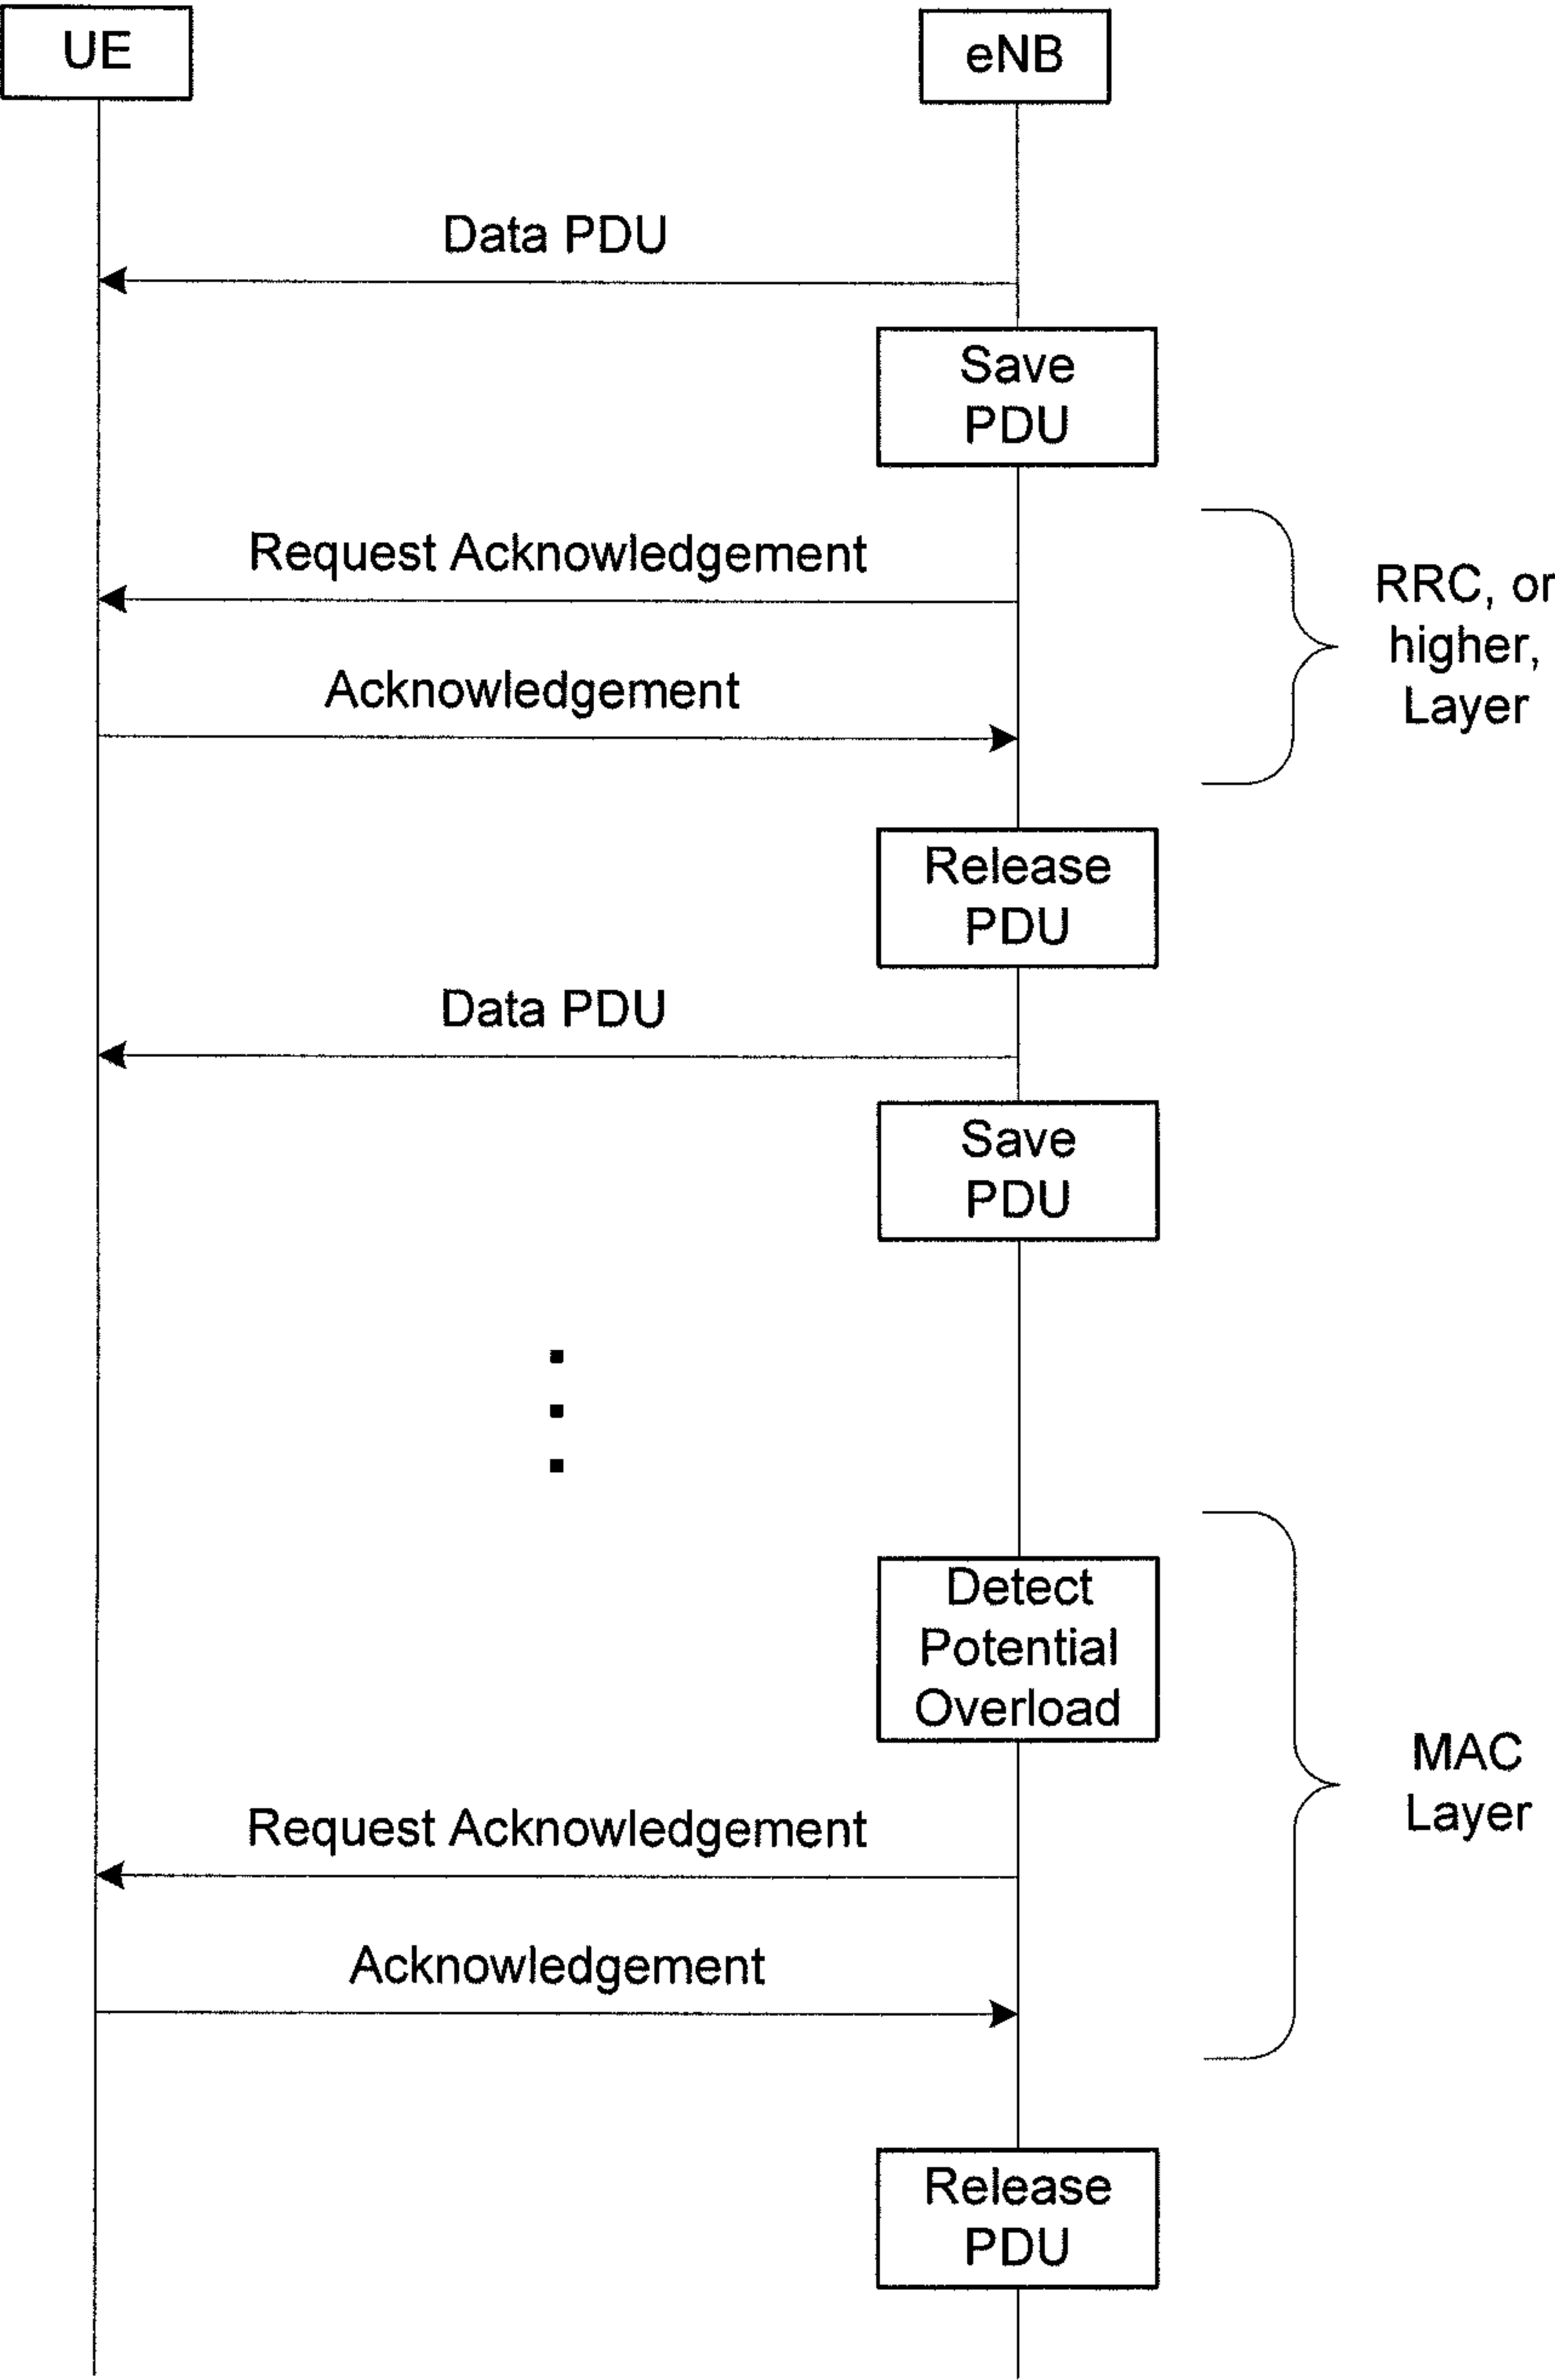 UE
eNB
Data PDU
Save
PDU
Request Acknowledgement
RRC, or
higher,
Layer
Acknowledgement
Release
PDU
Data PDU
Save
PDU
Detect
Potential
Overload
MAC
Layer
Request Acknowledgement
Acknowledgement
Release
PDU